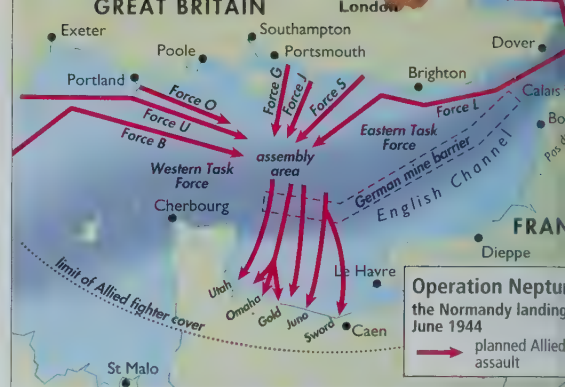 GREAT BRITAIN
London
Exeter
Southampton
Poole
Portsmouth
Dover
Portland
Brighton
Calais
Force O
Force G
Force J
Force S
Force L
Force U
Force B
Eastern Task
Force
Bo
Pas d
assembly
area
Western Task
Force
German mine barrier
English Channel
Cherbourg
FRAN
Dieppe
limit of Allied fighter cover
Le Havre
Utah
Omaha
Gold
Juno
Sword
Caen
St Malo
Operation Neptu
the Normandy landing
June 1944
planned Allied
assault